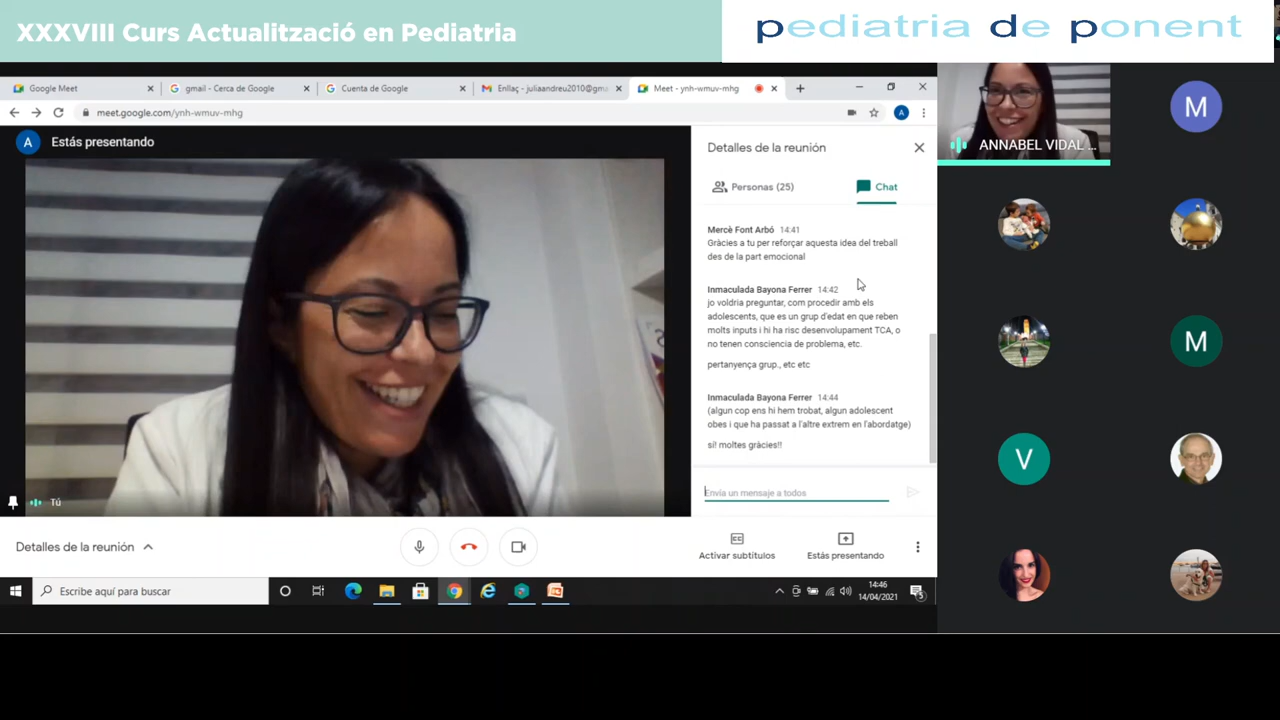 XXXVIII Curs Actualització en Pediatria
pediatria de ponent
Google Meet
gmail - Cerca de Google
Cuenta de Google
Enllaç - juliaandreu2010@gma
Meet - ynh-wmuv-mhg
meet.google.com/ynh-wmuv-mhg
A
A
Estás presentando
Detalles de la reunión
Personas (25)
Chat
Mercè Font Arbó 14:41
Gràcies a tu per reforçar aquesta idea del treball
des de la part emocional
Inmaculada Bayona Ferrer 14:42
jo voldria preguntar, com procedir amb els
adolescents, que es un grup d'edat en que reben
molts inputs i hi ha risc desenvolupament TCA, o
no tenen consciencia de problema, etc.
pertanyença grup., etc etc
Inmaculada Bayona Ferrer 14:44
(algun cop ens hi hem trobat, algun adolescent
obes i que ha passat a l'altre extrem en l'abordatge)
sí! moltes gràcies!!
Envía un mensaje a todos
Tú
Detalles de la reunión
Activar subtítulos
Estás presentando
Escribe aquí para buscar
14:46
14/04/2021
5
ANNABEL VIDAL ...
M
M
V